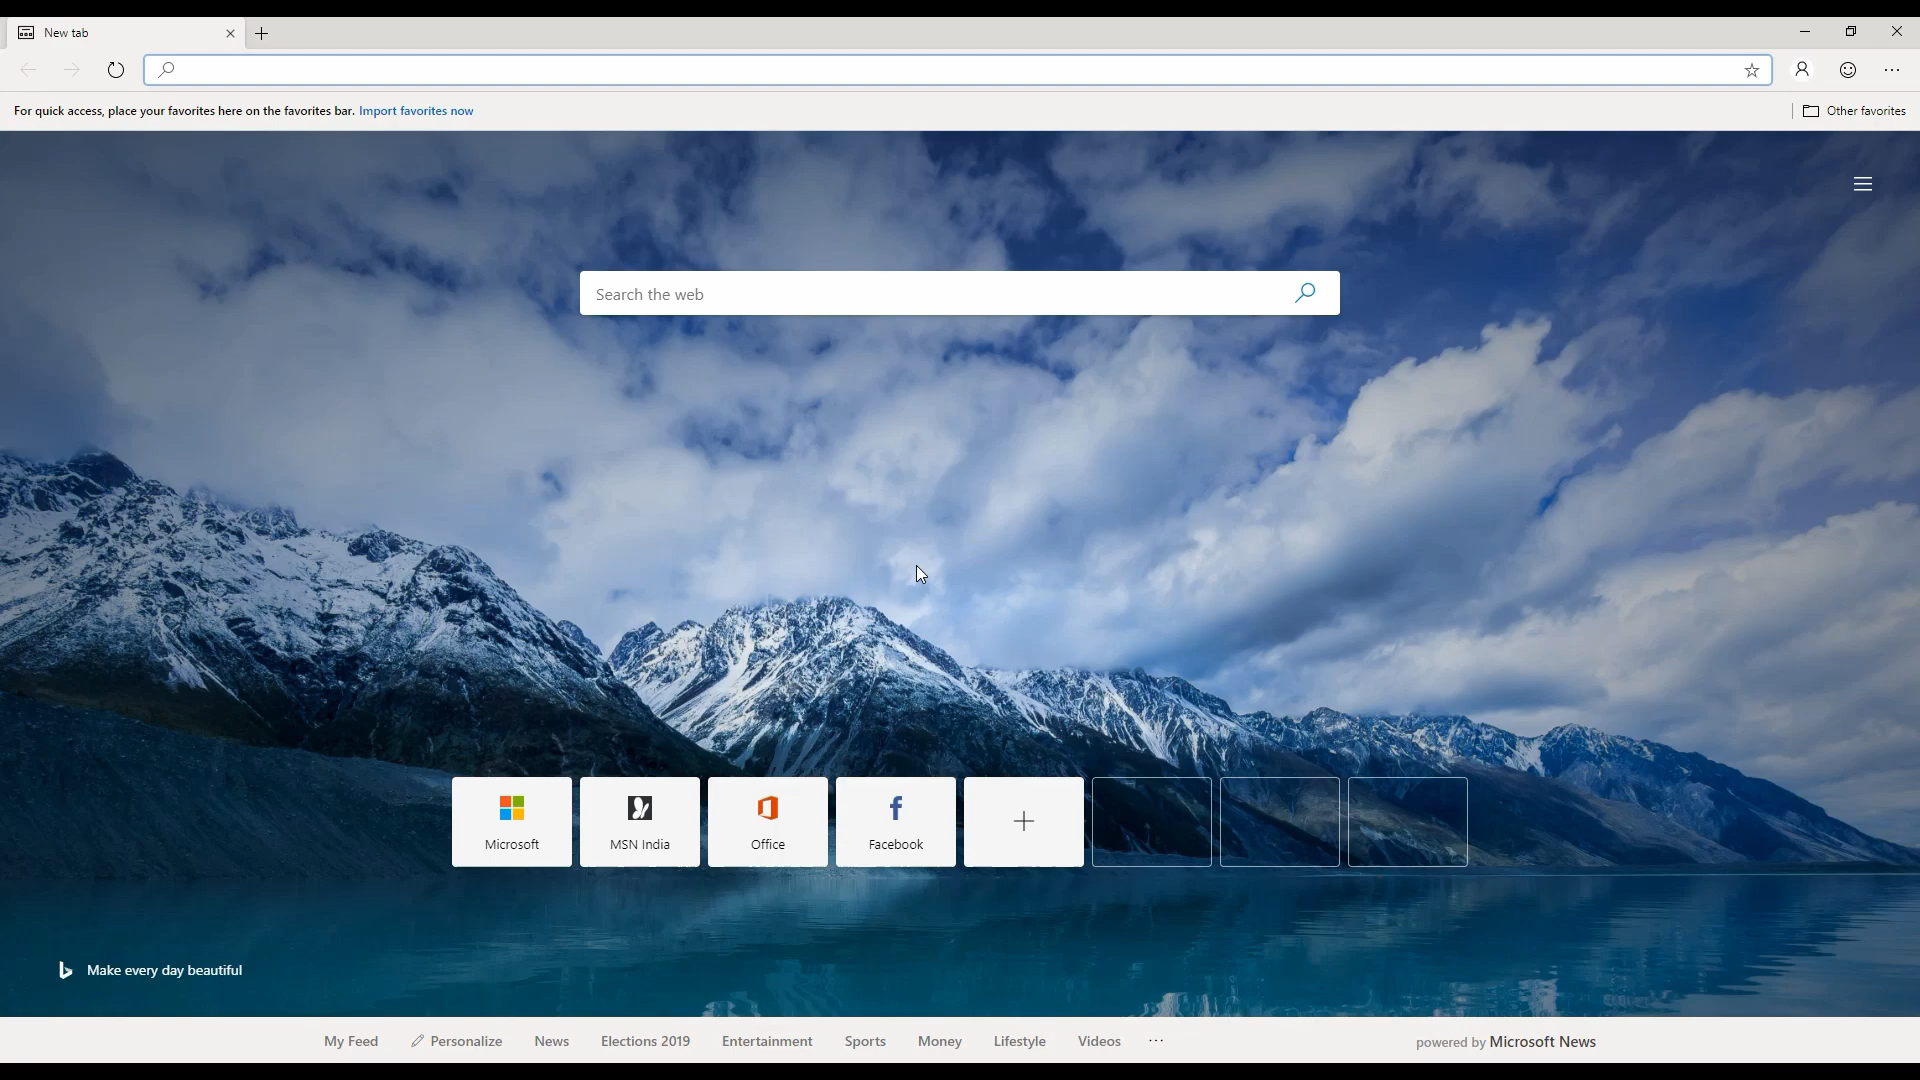 New tab
For quick access, place your favorites here on the favorites bar. Import favorites now
Other favorites
Search the web
Microsoft
MSN India
Office
Facebook
Make every day beautiful
My Feed Personalize News Elections 2019 Entertainment Sports Money Lifestyle Videos ... powered by Microsoft News